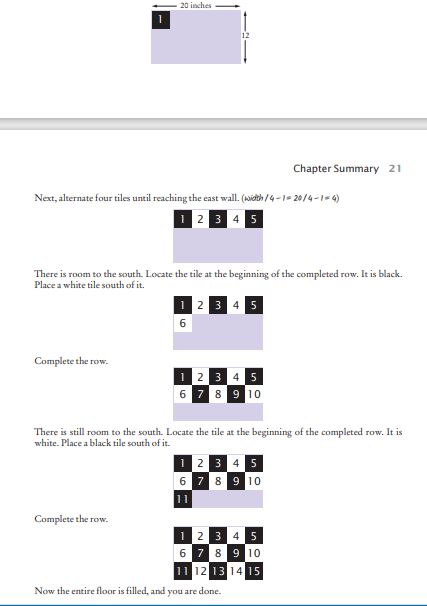 20 inches
1
12
Chapter Summary 21
Next, alternate four tiles until reaching the east wall. (width / 4 – 1 = 20 / 4 – 1 = 4)
1 2 3 4 5
There is room to the south. Locate the tile at the beginning of the completed row. It is black.
Place a white tile south of it.
1 2 3 4 5
6
Complete the row.
1 2 3 4 5
6 7 8 9 10
There is still room to the south. Locate the tile at the beginning of the completed row. It is
white. Place a black tile south of it.
1 2 3 4 5
6 7 8 9 10
11
Complete the row.
1 2 3 4 5
6 7 8 9 10
11 12 13 14 15
Now the entire floor is filled, and you are done.